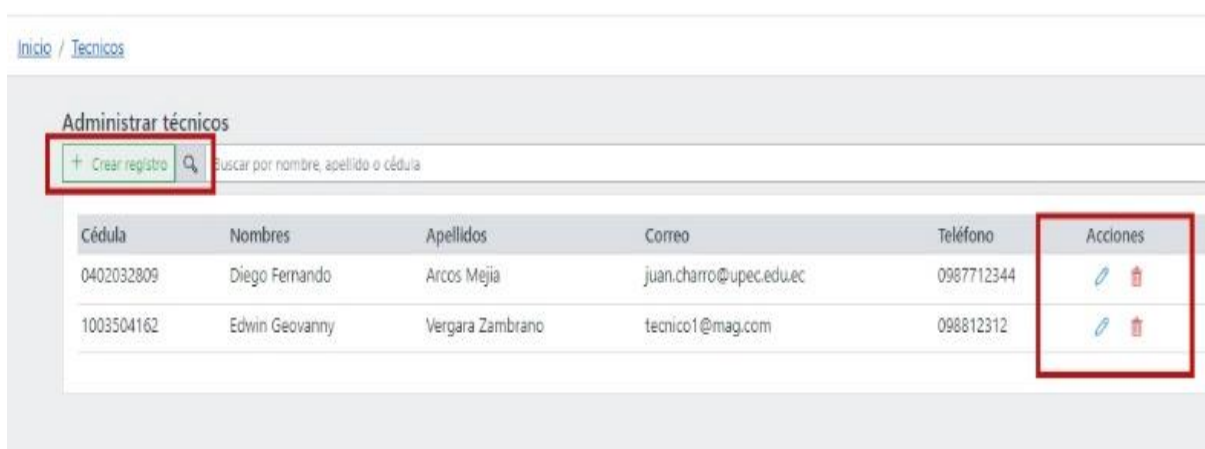 Inicio / Tecnicos
Administrar técnicos
+ Crear registro Buscar por nombre, apellido o cédula
Cédula Nombres Apellidos Correo Teléfono Acciones
0402032809 Diego Fernando Arcos Mejia juan.charro@upec.edu.ec 0987712344
1003504162 Edwin Geovanny Vergara Zambrano tecnico1@mag.com 098812312